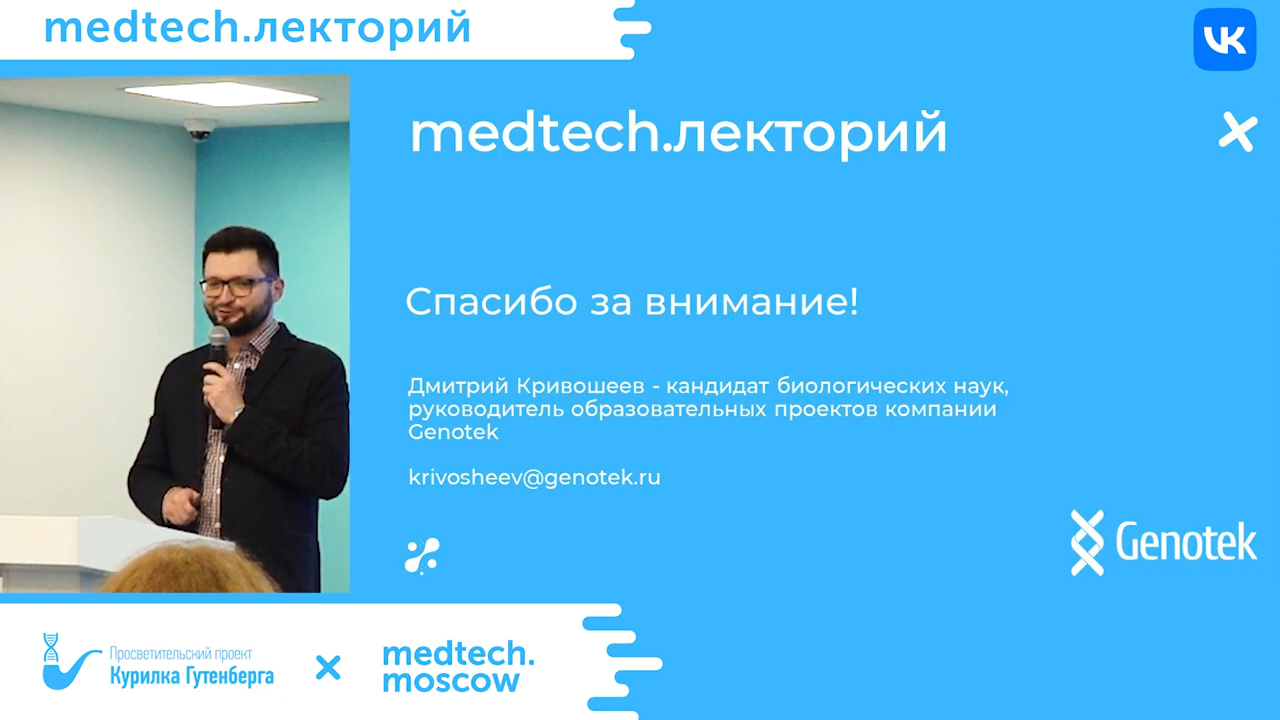 medtech.лекторий
VK
medtech.лекторий
Спасибо за внимание!
Дмитрий Кривошеев - кандидат биологических наук,
руководитель образовательных проектов компании
Genotek
krivosheev@genotek.ru
Genotek
Просветительский проект
Курилка Гутенберга
medtech.
moscow